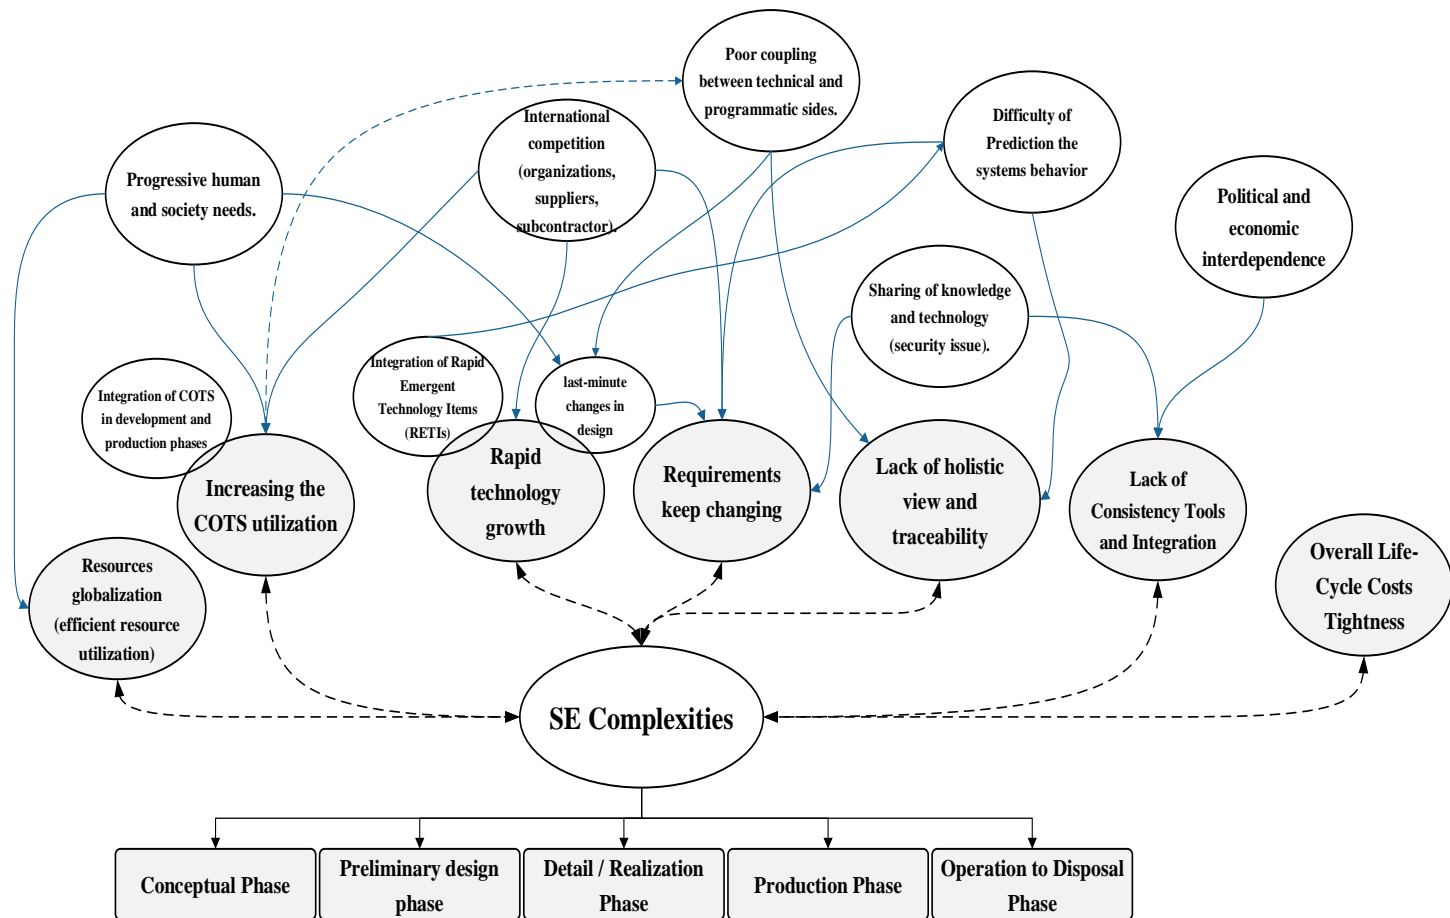 Poor coupling
between technical and
programmatic sides.
International
competition
(organizations,
suppliers,
subcontractor).
Difficulty of
Prediction the
systems behavior
Progressive human
and society needs.
Political and
economic
interdependence
Sharing of knowledge
and technology
(security issue).
Integration of COTS
in development and
production phases
Integration of Rapid
Emergent
Technology Items
(RETIs)
last-minute
changes in
design
Increasing the
COTS utilization
Rapid
technology
growth
Requirements
keep changing
Lack of holistic
view and
traceability
Lack of
Consistency Tools
and Integration
Overall Life-
Cycle Costs
Tightness
Resources
globalization
(efficient resource
utilization)
SE Complexities
Conceptual Phase
Preliminary design
phase
Detail / Realization
Phase
Production Phase
Operation to Disposal
Phase